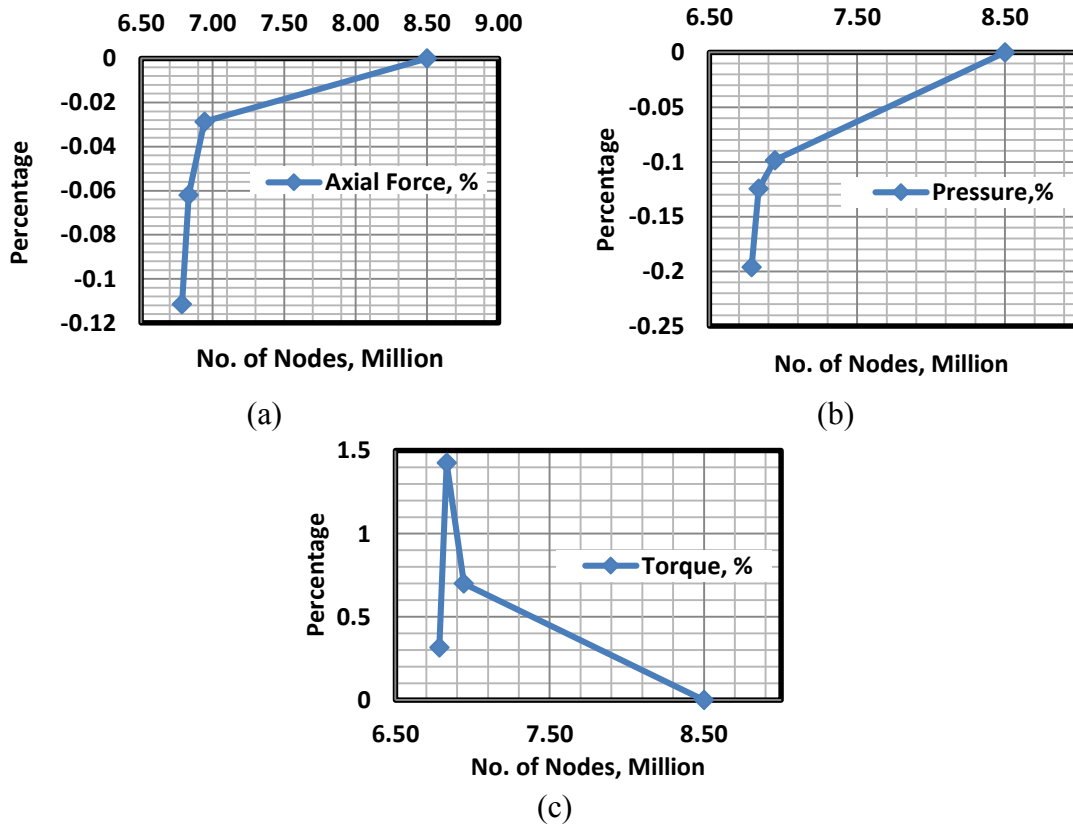 6.50 7.00 7.50 8.00 8.50 9.00
0
-0.02
-0.04
-0.06
-0.08
-0.1
-0.12
Percentage
Axial Force, %
No. of Nodes, Million
(a)
6.50 7.50 8.50
0
-0.05
-0.1
-0.15
-0.2
-0.25
Percentage
Pressure,%
No. of Nodes, Million
(b)
1.5
1
0.5
0
Percentage
Torque, %
6.50 7.50 8.50
No. of Nodes, Million
(c)